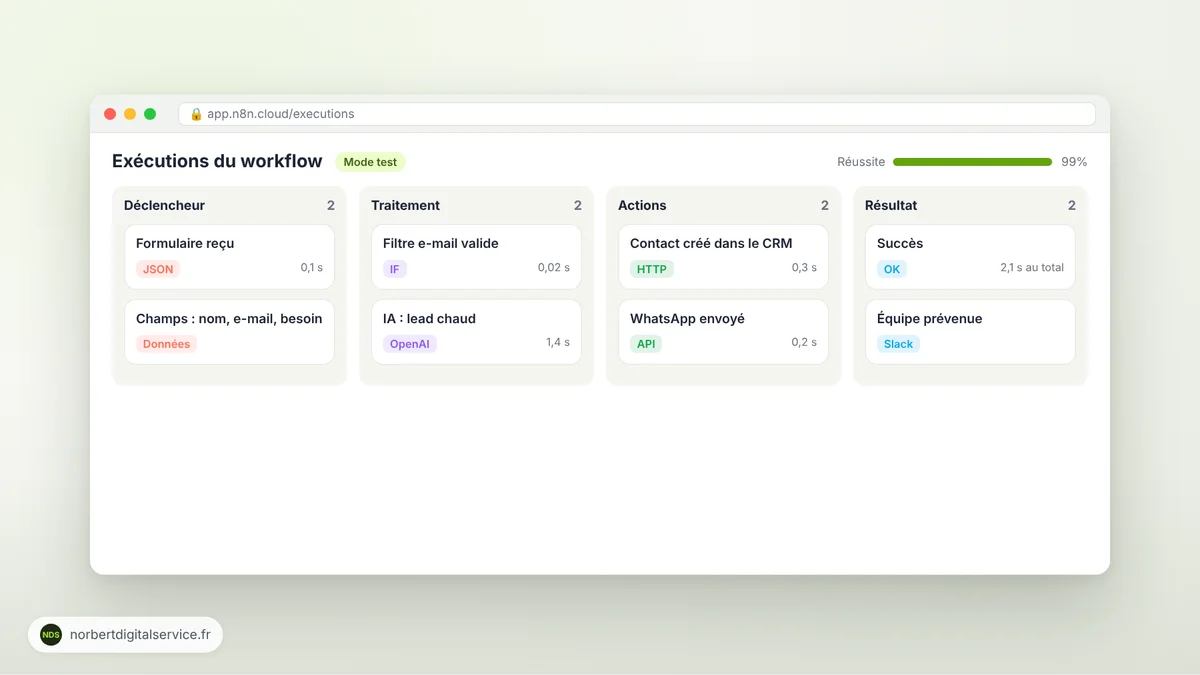 app.n8n.cloud/executions
Exécutions du workflow
Mode test
Réussite
99%
Déclencheur 2
Formulaire reçu
JSON 0,1 s
Champs : nom, e-mail, besoin
Données
Traitement 2
Filtre e-mail valide
IF 0,02 s
IA : lead chaud
OpenAI 1,4 s
Actions 2
Contact créé dans le CRM
HTTP 0,3 s
WhatsApp envoyé
API 0,2 s
Résultat 2
Succès
OK 2,1 s au total
Équipe prévenue
Slack
NDS norbertdigitalservice.fr